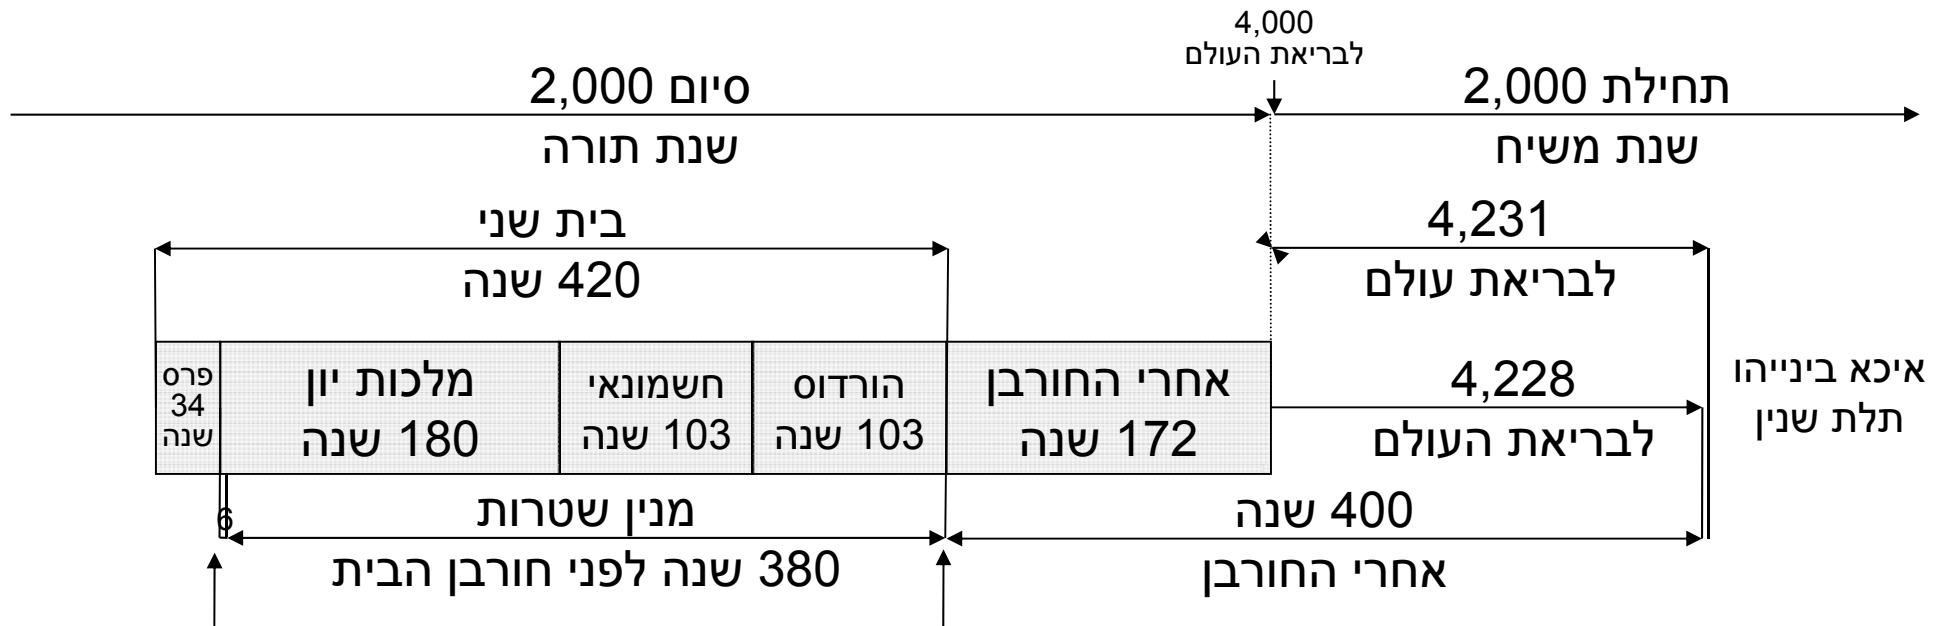 4,000
לבריאת העולם
סיום 2,000
שנת תורה
תחילת 2,000
שנת משיח
בית שני
420 שנה
4,231
לבריאת עולם
פרס
34
שנה
מלכות יון
180 שנה
חשמונאי
103 שנה
הורדוס
103 שנה
אחרי החורבן
172 שנה
4,228
לבריאת העולם
איכא בינייהו
תלת שנין
6
מנין שטרות
380 שנה לפני חורבן הבית
400 שנה
אחרי החורבן